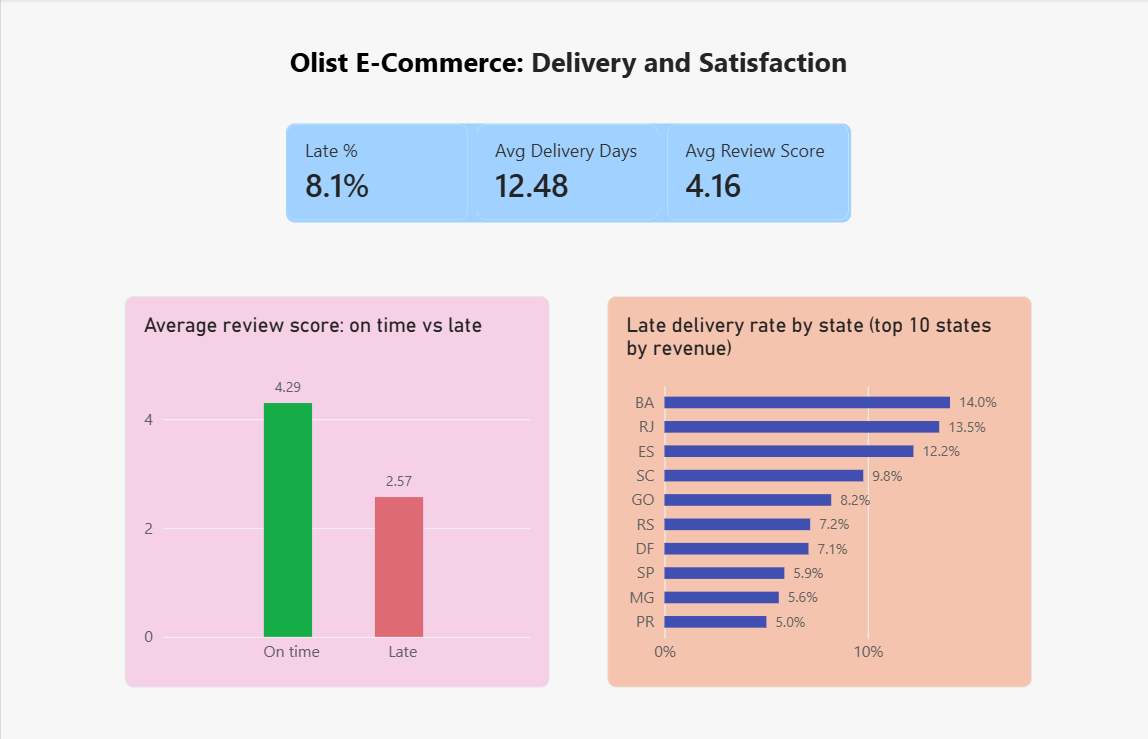 Olist E-Commerce: Delivery and Satisfaction
Late %
8.1%
Avg Delivery Days
12.48
Avg Review Score
4.16
Average review score: on time vs late
4.29
4
2.57
2
0
On time
Late
Late delivery rate by state (top 10 states
by revenue)
BA 14.0%
RJ 13.5%
ES 12.2%
SC 9.8%
GO 8.2%
RS 7.2%
DF 7.1%
SP 5.9%
MG 5.6%
PR 5.0%
0% 10%